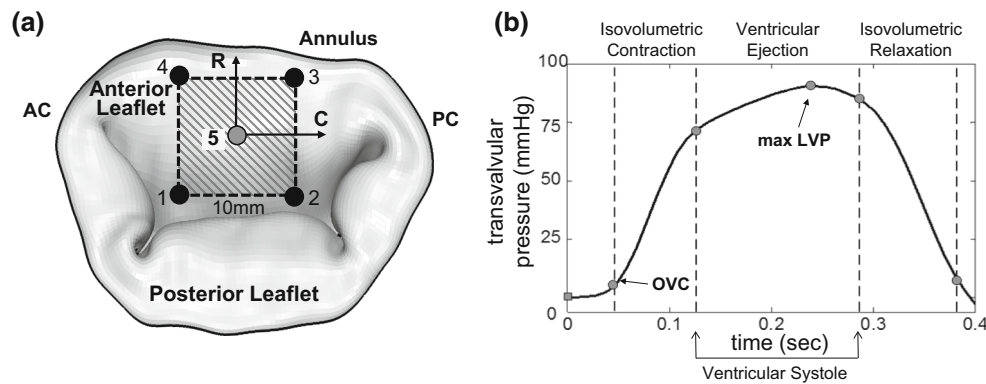 (a)
Annulus
4
R
3
Anterior
Leaflet
AC
5
C
PC
1
2
10mm
Posterior Leaflet
(b)
Isovolumetric
Contraction
Ventricular
Ejection
Isovolumetric
Relaxation
transvalvular
pressure (mmHg)
100
75
50
25
0
max LVP
OVC
0
0.1
0.2
0.3
0.4
time (sec)
Ventricular Systole